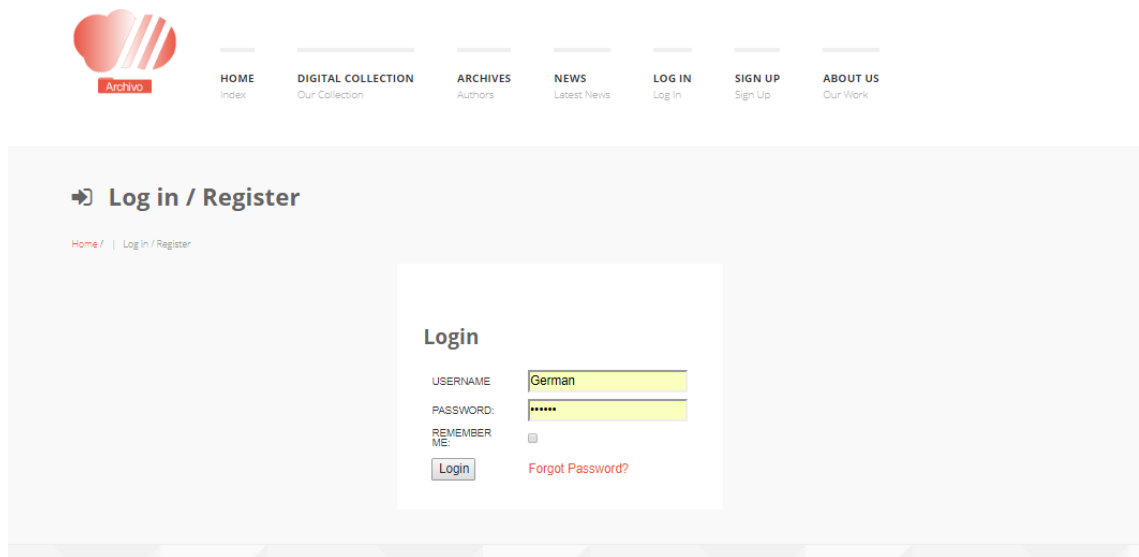 Archivo
HOME DIGITAL COLLECTION ARCHIVES NEWS LOG IN SIGN UP ABOUT US
Index Our Collection Authors Latest News Log in Sign Up Our Work
Log in / Register
Home / | Log in / Register
Login
USERNAME German
PASSWORD: ••••••
REMEMBER
ME:
Login Forgot Password?